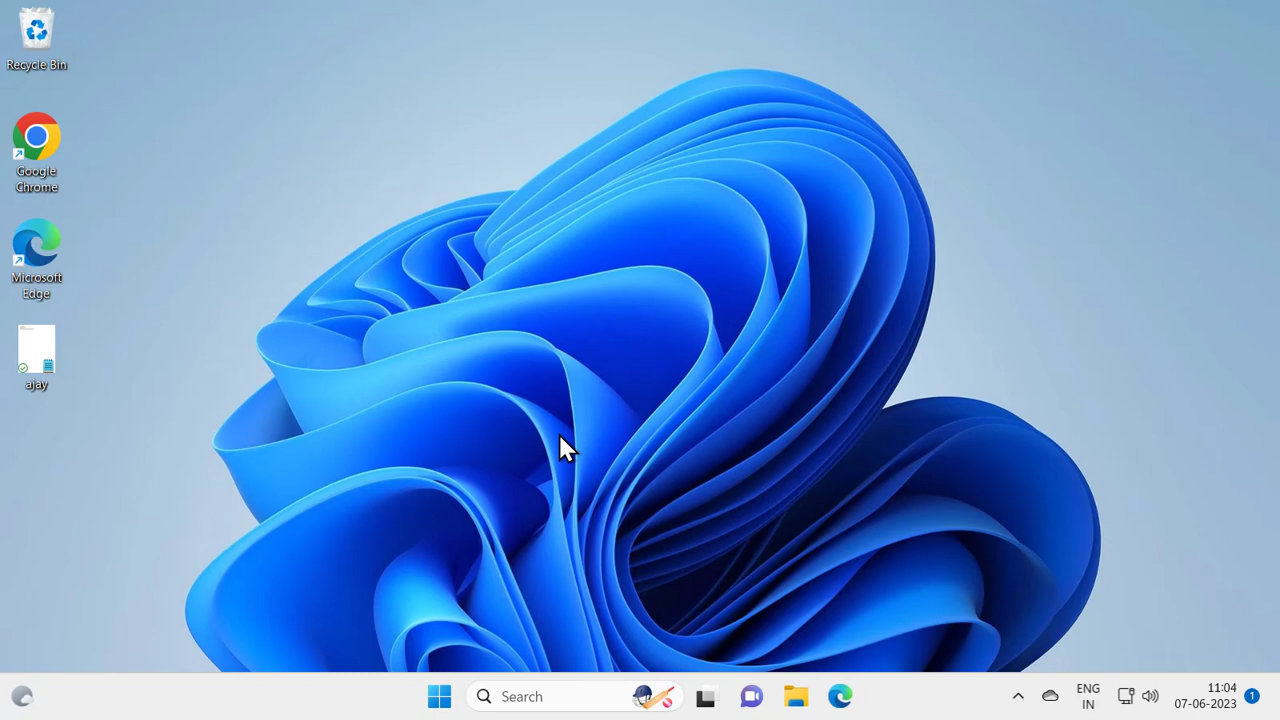 Recycle Bin
Google
Chrome
Microsoft
Edge
ajay
Search
ENG
IN
11:04
07-06-2023
1